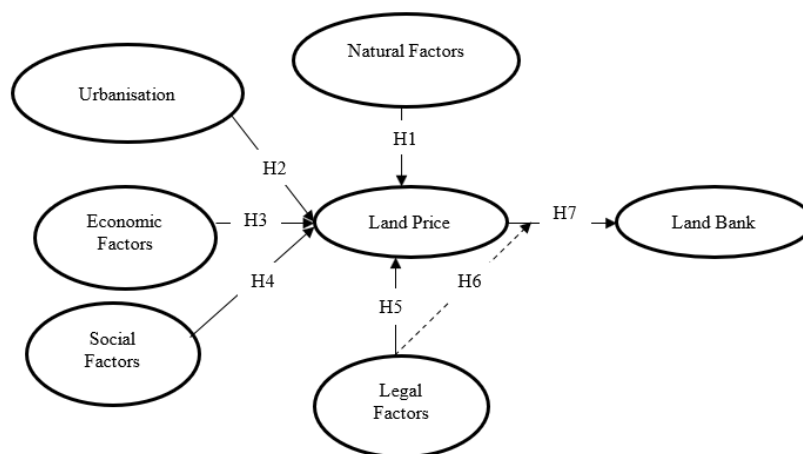 Natural Factors
Urbanisation
H1
H2
Economic
Factors
H3
Land Price
H7
Land Bank
H4
H5
H6
Social
Factors
Legal
Factors